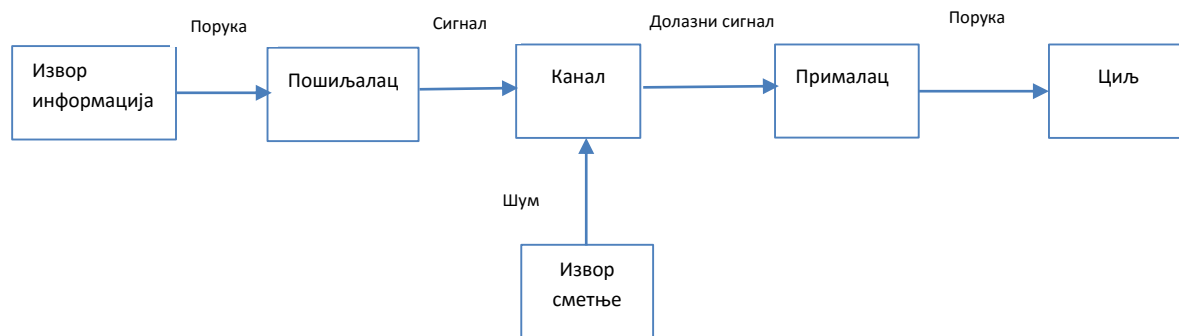 Порука
Сигнал
Долазни сигнал
Порука
Извор
информација
Пошиљалац
Канал
Прималац
Циљ
Шум
Извор
сметње